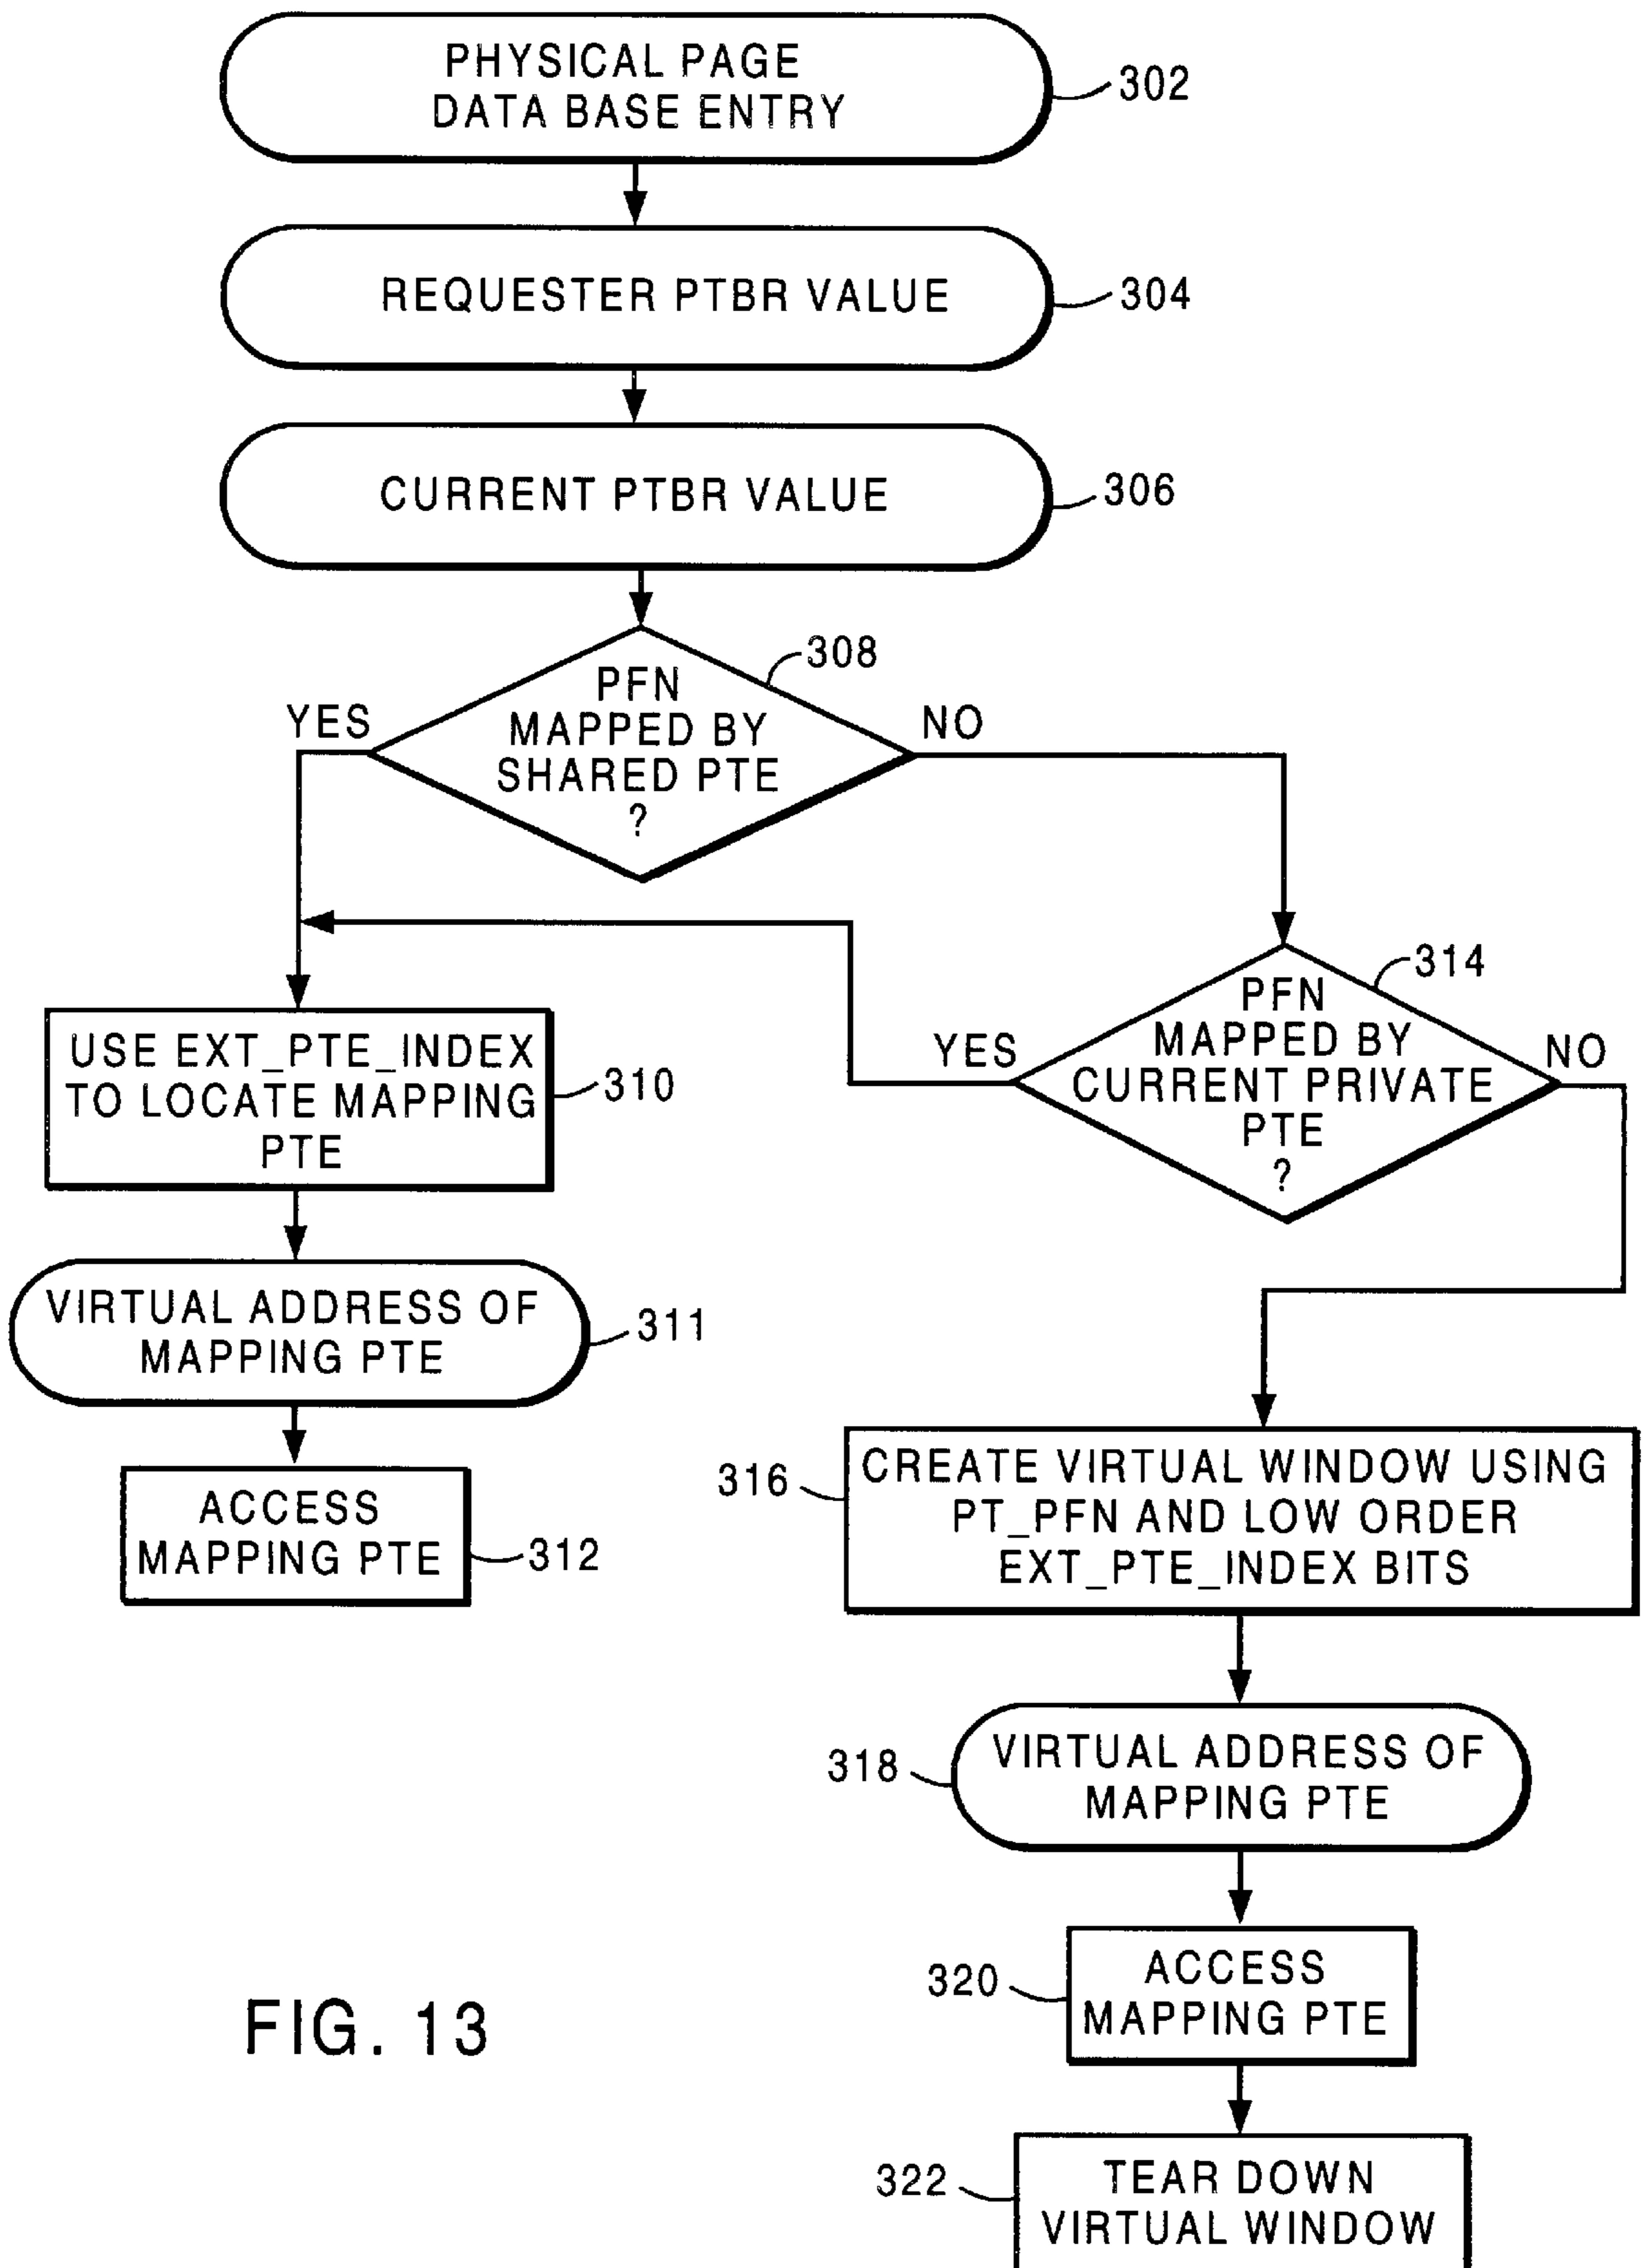 PHYSICAL PAGE
DATA BASE ENTRY
302
REQUESTER PTBR VALUE
304
CURRENT PTBR VALUE
306
308
PFN
MAPPED BY
SHARED PTE
?
YES
NO
314
PFN
MAPPED BY
CURRENT PRIVATE
PTE
?
YES
NO
USE EXT_PTE_INDEX
TO LOCATE MAPPING
PTE
310
VIRTUAL ADDRESS OF
MAPPING PTE
311
ACCESS
MAPPING PTE
312
316
CREATE VIRTUAL WINDOW USING
PT_PFN AND LOW ORDER
EXT_PTE_INDEX BITS
318
VIRTUAL ADDRESS OF
MAPPING PTE
320
ACCESS
MAPPING PTE
322
TEAR DOWN
VIRTUAL WINDOW
FIG. 13